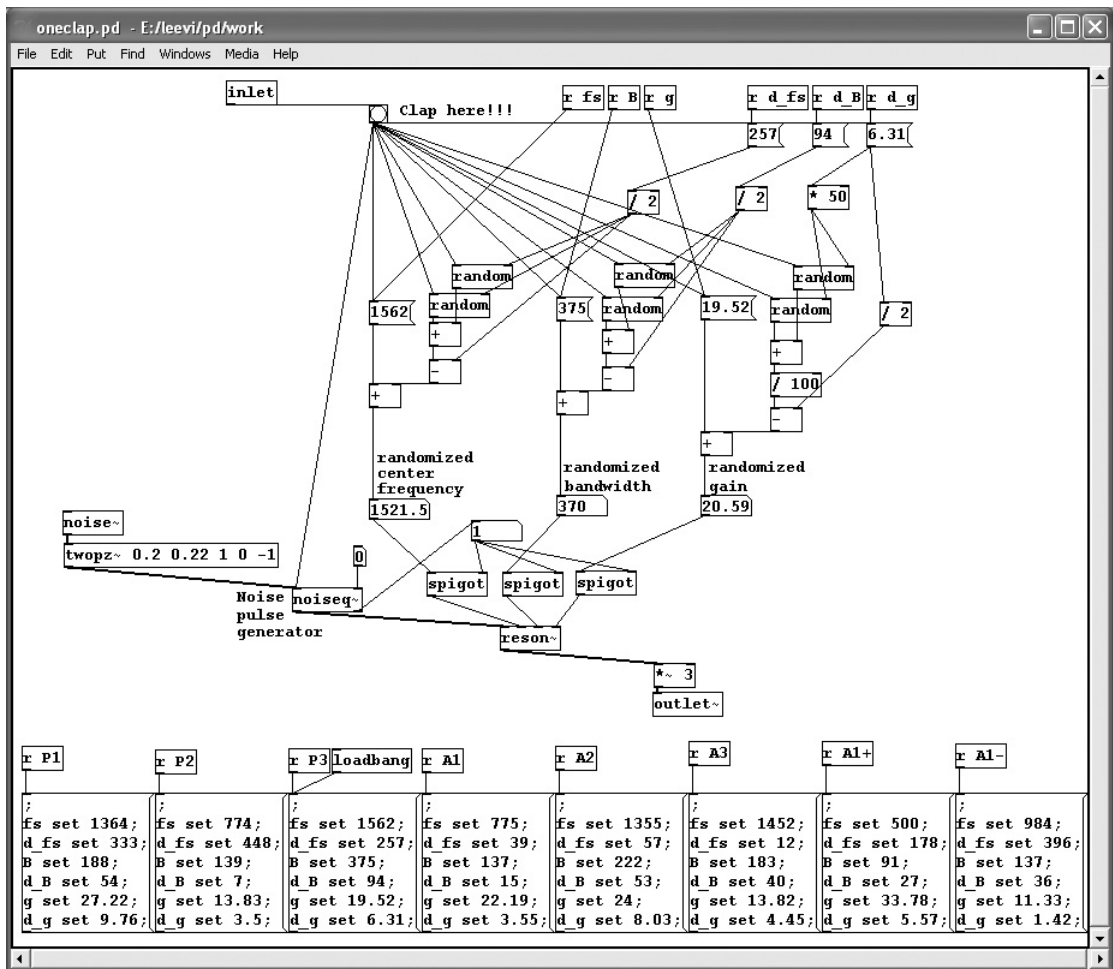 oneclap.pd - E:/leevi/pd/work
File Edit Put Find Windows Media Help
inlet
Clap here!!!
r fs
r B
r g
r d_fs
r d_B
r d_g
257
94
6.31
/ 2
/ 2
* 50
random
random
random
1562
random
375
random
19.52
random
/ 2
+
+
+
-
-
/ 100
+
+
-
+
randomized
center
frequency
randomized
bandwidth
randomized
gain
1521.5
370
20.59
noise~
1
twopz~ 0.2 0.22 1 0 -1
0
spigot
spigot
spigot
Noise
pulse
generator
noiseq~
reson~
*~ 3
outlet~
r P1
;
fs set 1364;
d_fs set 333;
B set 188;
d_B set 54;
g set 27.22;
d_g set 9.76;
r P2
;
fs set 774;
d_fs set 448;
B set 139;
d_B set 7;
g set 13.83;
d_g set 3.5;
r P3
loadbang
;
fs set 1562;
d_fs set 257;
B set 375;
d_B set 94;
g set 19.52;
d_g set 6.31;
r A1
;
fs set 775;
d_fs set 39;
B set 137;
d_B set 15;
g set 22.19;
d_g set 3.55;
r A2
;
fs set 1355;
d_fs set 57;
B set 222;
d_B set 53;
g set 24;
d_g set 8.03;
r A3
;
fs set 1452;
d_fs set 12;
B set 183;
d_B set 40;
g set 13.82;
d_g set 4.45;
r A1+
;
fs set 500;
d_fs set 178;
B set 91;
d_B set 27;
g set 33.78;
d_g set 5.57;
r A1-
;
fs set 984;
d_fs set 396;
B set 137;
d_B set 36;
g set 11.33;
d_g set 1.42;